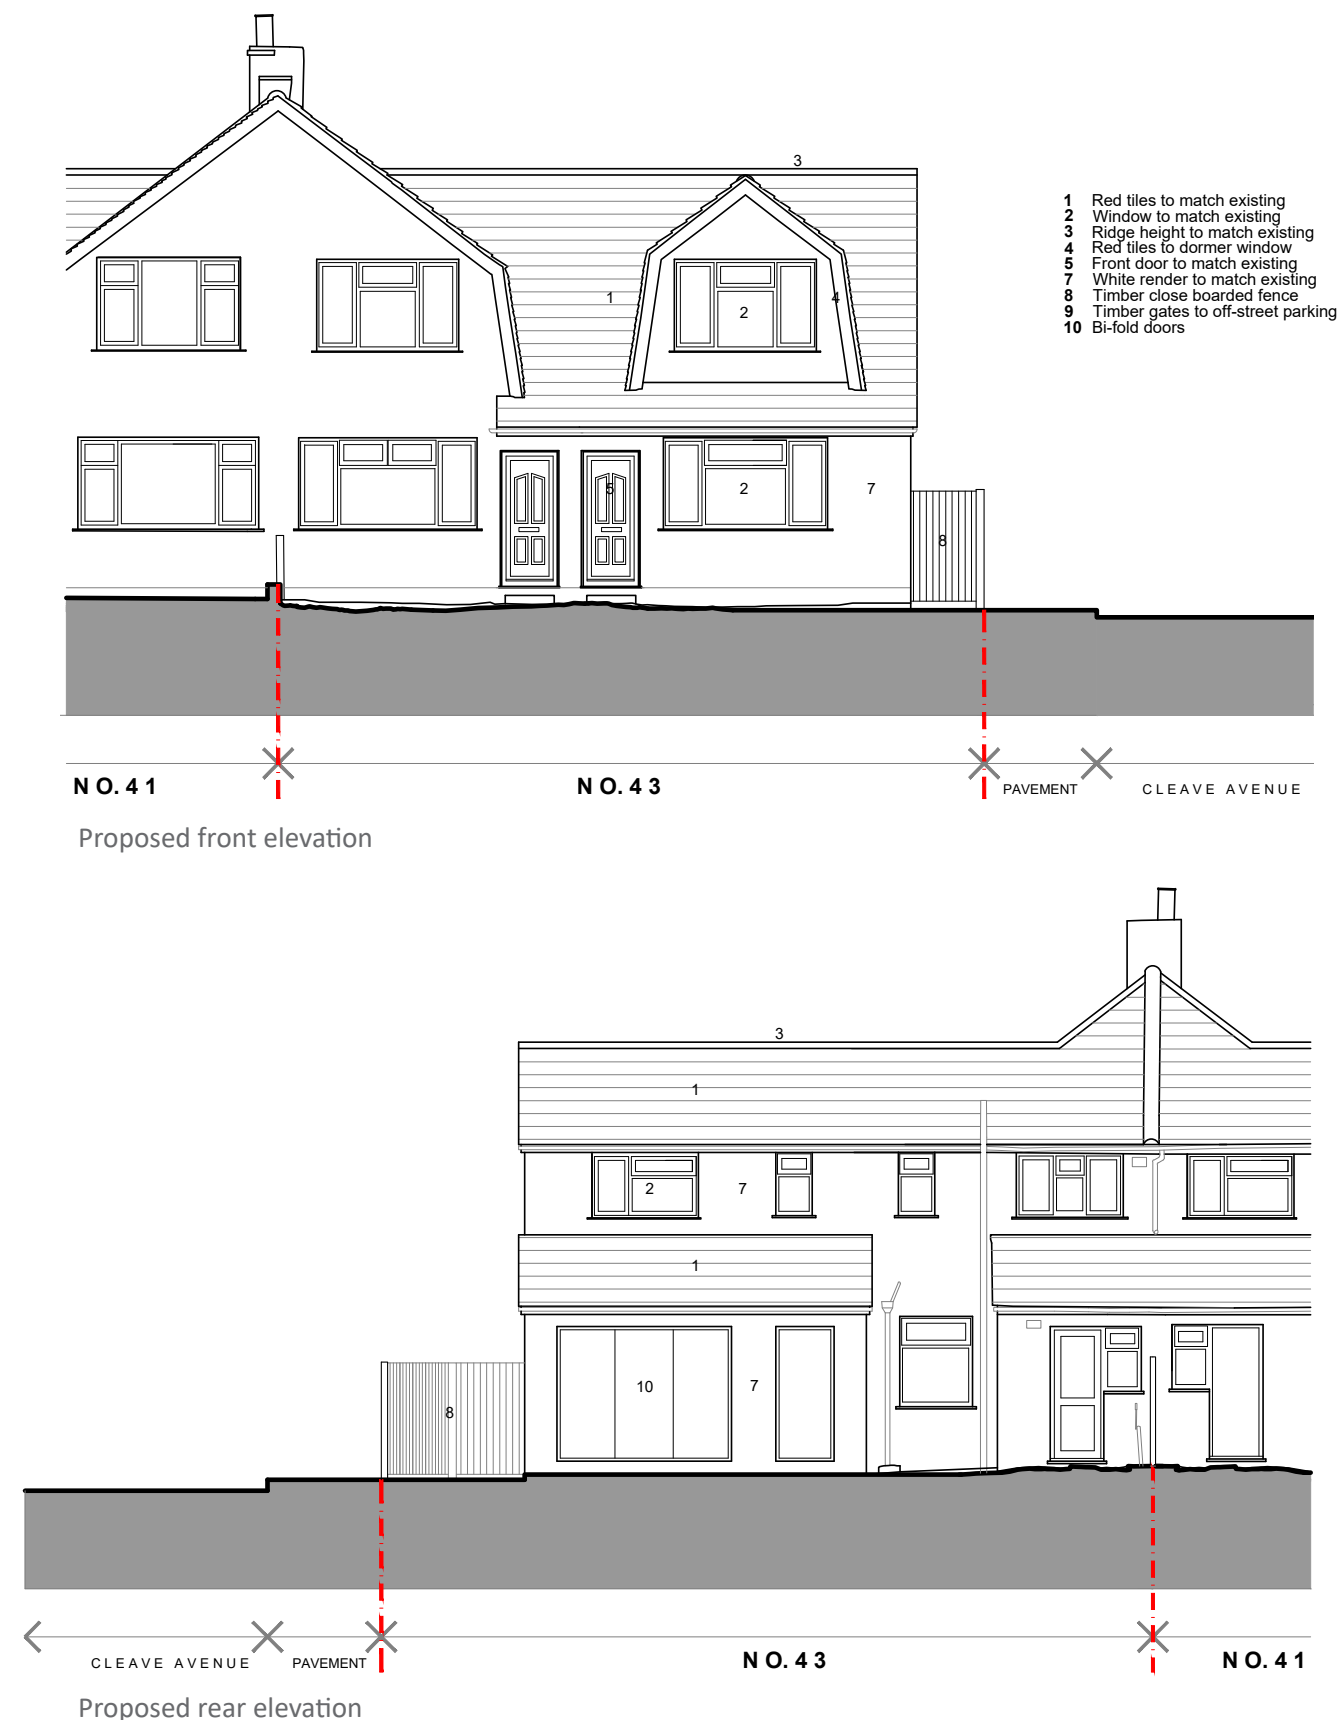 3
1 Red tiles to match existing
2 Window to match existing
3 Ridge height to match existing
4 Red tiles to dormer window
5 Front door to match existing
7 White render to match existing
8 Timber close boarded fence
9 Timber gates to off-street parking
10 Bi-fold doors
1
2
4
5
2
7
8
NO. 41
NO. 43
PAVEMENT
CLEAVE AVENUE
Proposed front elevation
3
1
2
7
1
10
7
8
CLEAVE AVENUE
PAVEMENT
NO. 43
NO. 41
Proposed rear elevation